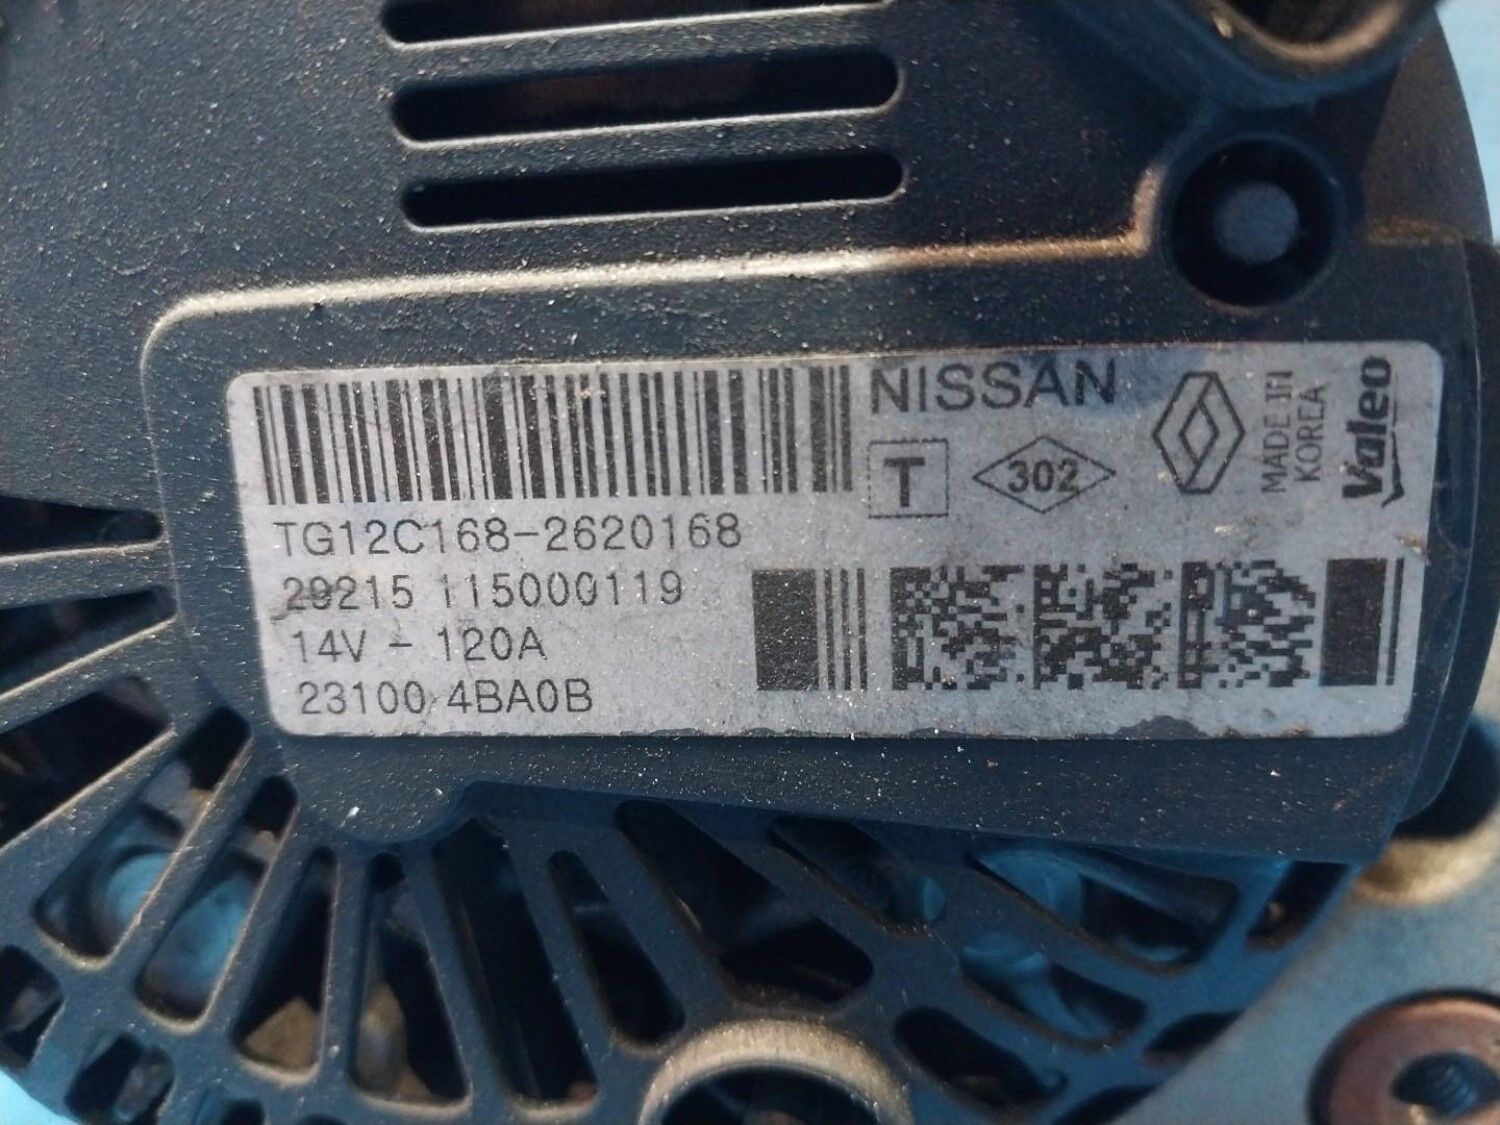 NISSAN
T
302
MADE IN
KOREA
Valeo
TG12C168-2620168
29215 115000119
14V - 120A
23100 4BA0B